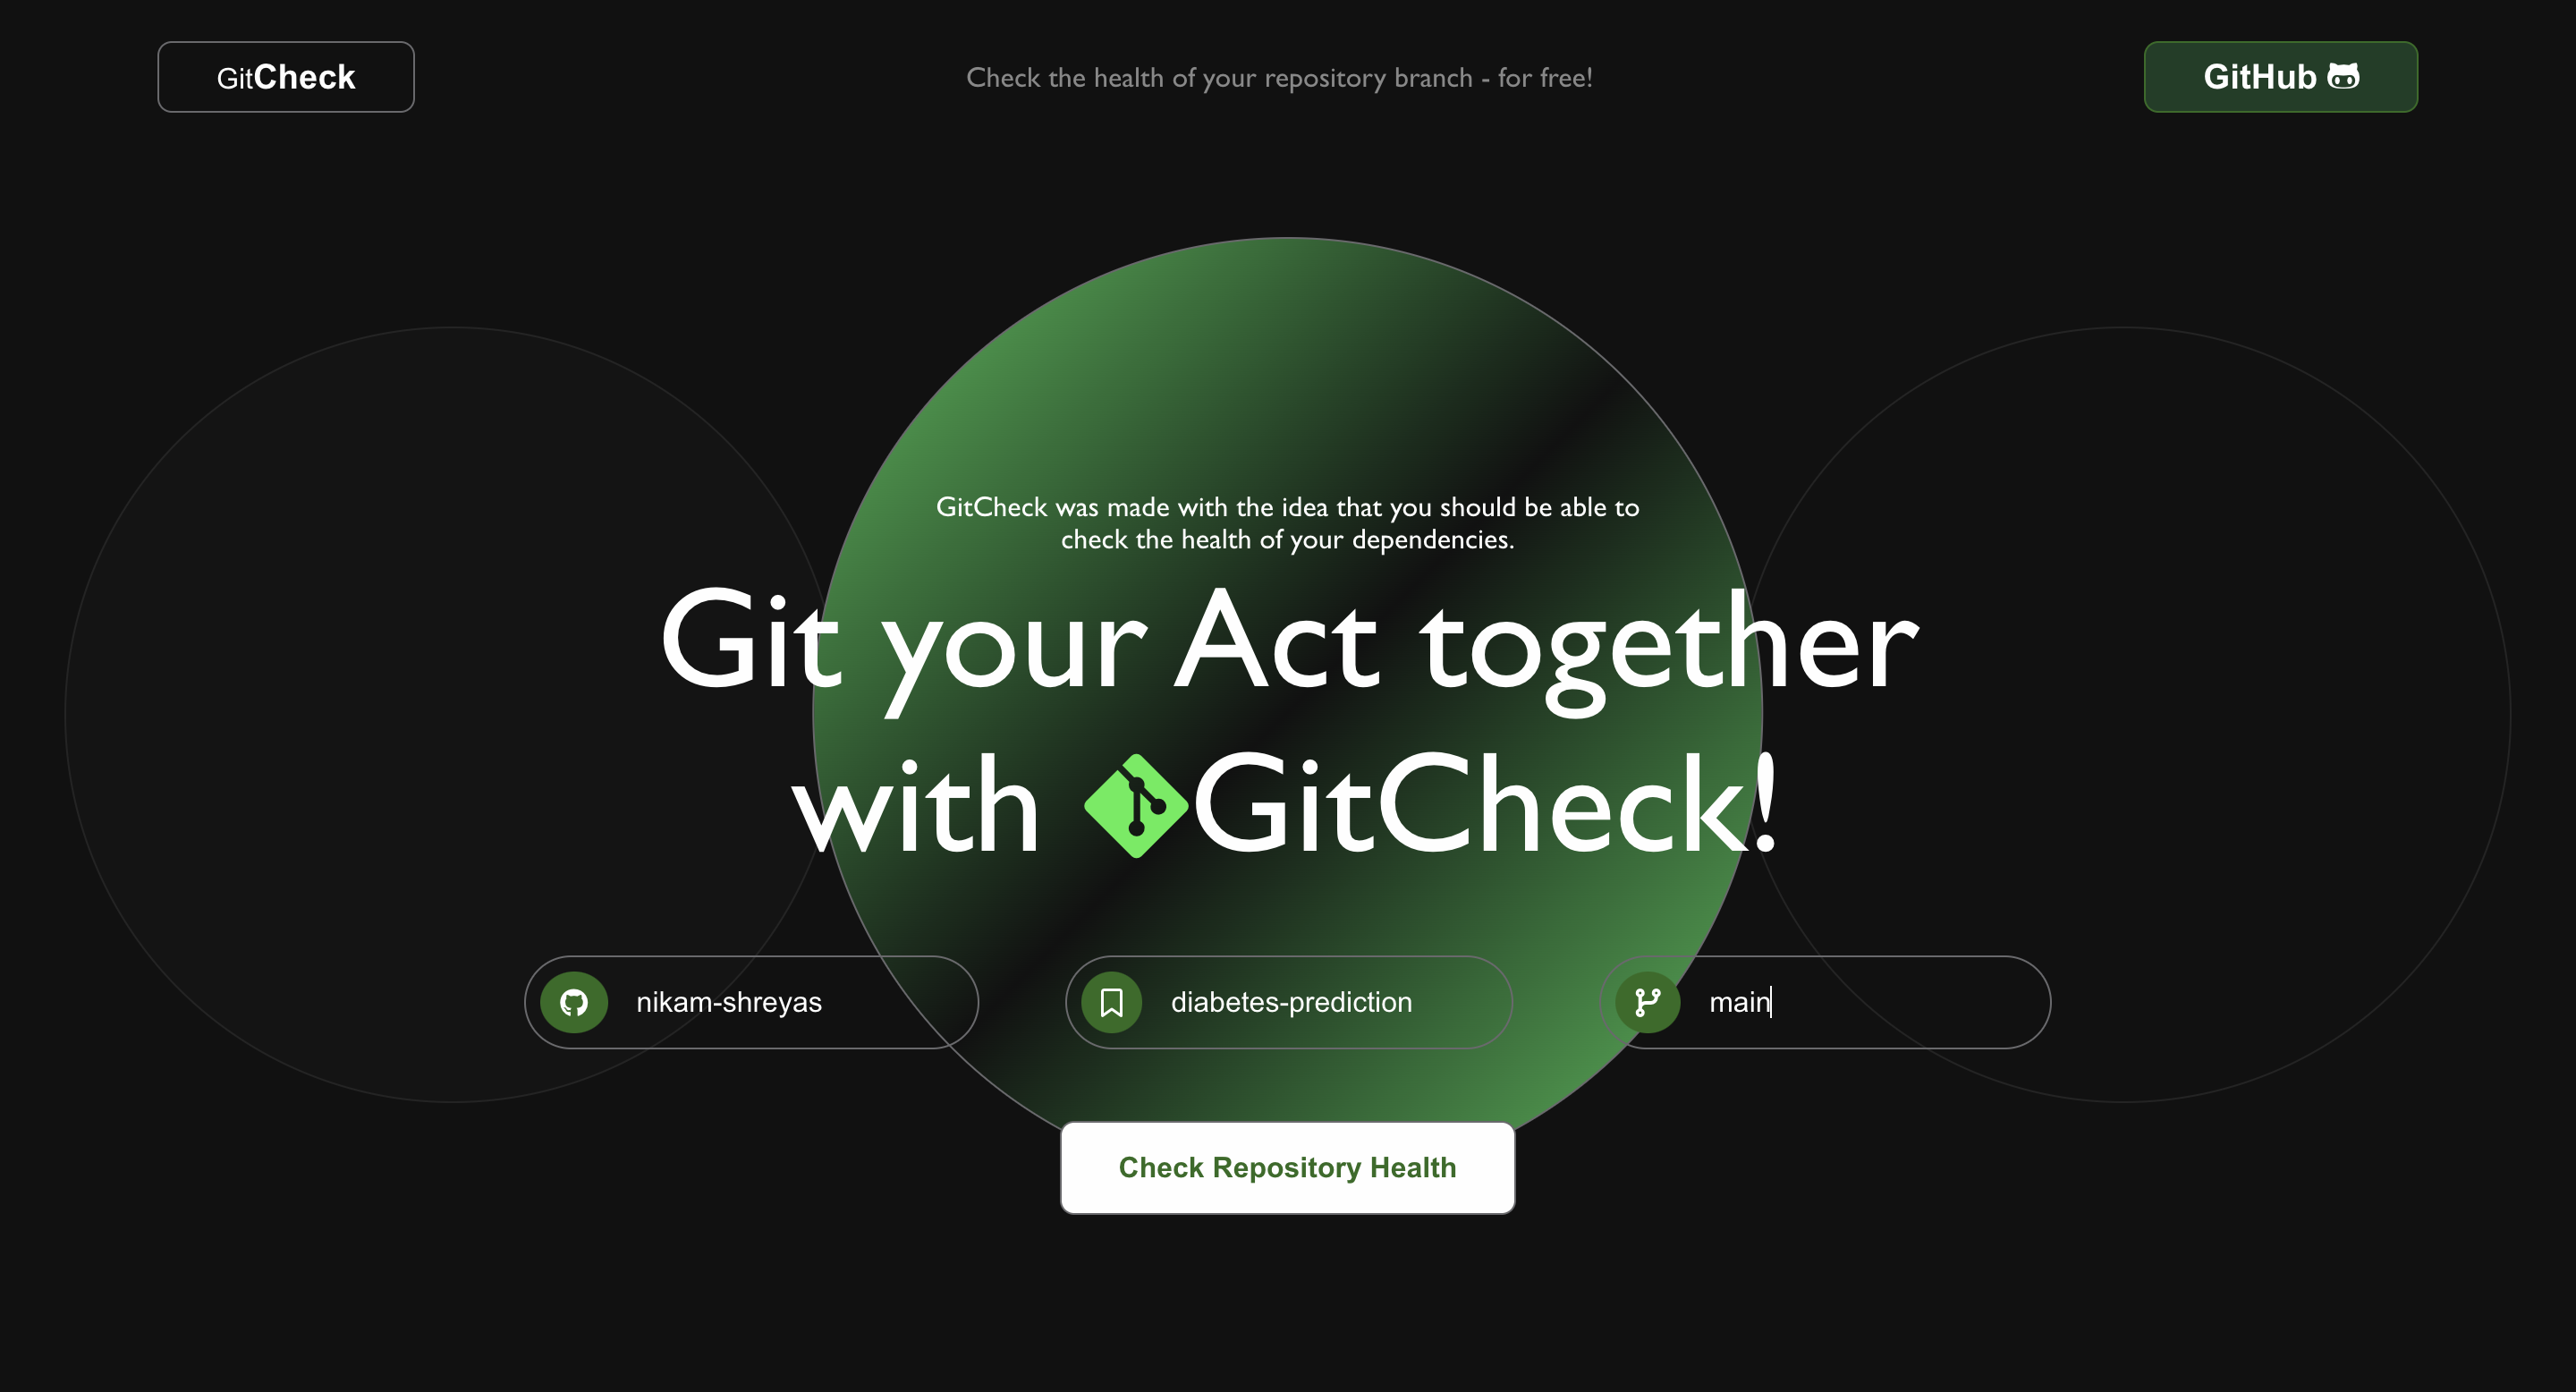 GitCheck
Check the health of your repository branch - for free!
GitHub
GitCheck was made with the idea that you should be able to
check the health of your dependencies.
Git your Act together
with GitCheck!
nikam-shreyas
diabetes-prediction
main
Check Repository Health